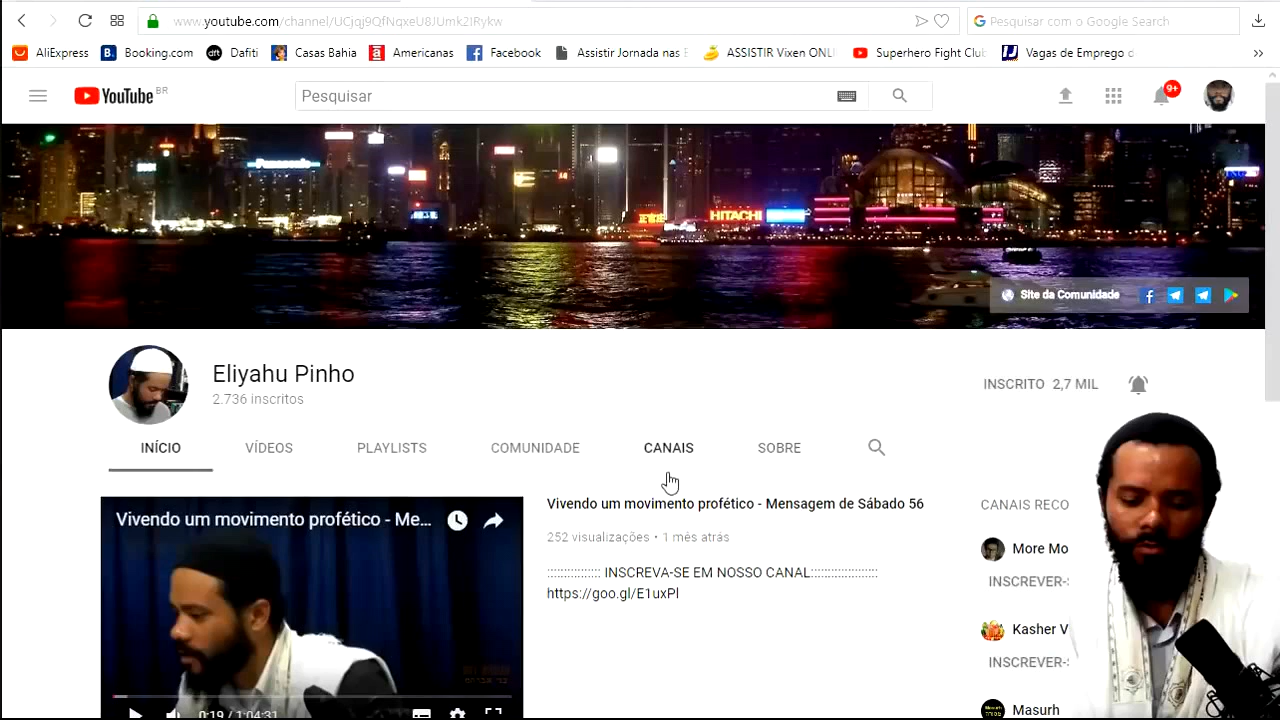 www.youtube.com/channel/UCjqj9QfNqxeU8JUmk2IRykw
Pesquisar com o Google Search
AliExpress
Booking.com
Dafiti
Casas Bahia
Americanas
Facebook
Assistir Jornada nas E
ASSISTIR Vixen ONLI
Superhero Fight Clu
Vagas de Emprego d
YouTube BR
Pesquisar
9+
Panasonic
HITACHI
Site da Comunidade
Eliyahu Pinho
2.736 inscritos
INSCRITO 2,7 MIL
INÍCIO
VÍDEOS
PLAYLISTS
COMUNIDADE
CANAIS
SOBRE
Vivendo um movimento profético - Me...
0:19 / 1:04:31
Vivendo um movimento profético - Mensagem de Sábado 56
252 visualizações • 1 mês atrás
::::::::::::::: INSCREVA-SE EM NOSSO CANAL:::::::::::::::::::
https://goo.gl/E1uxPl
CANAIS RECO
More Mo
INSCREVER-
Kasher V
INSCREVER-
Masurh